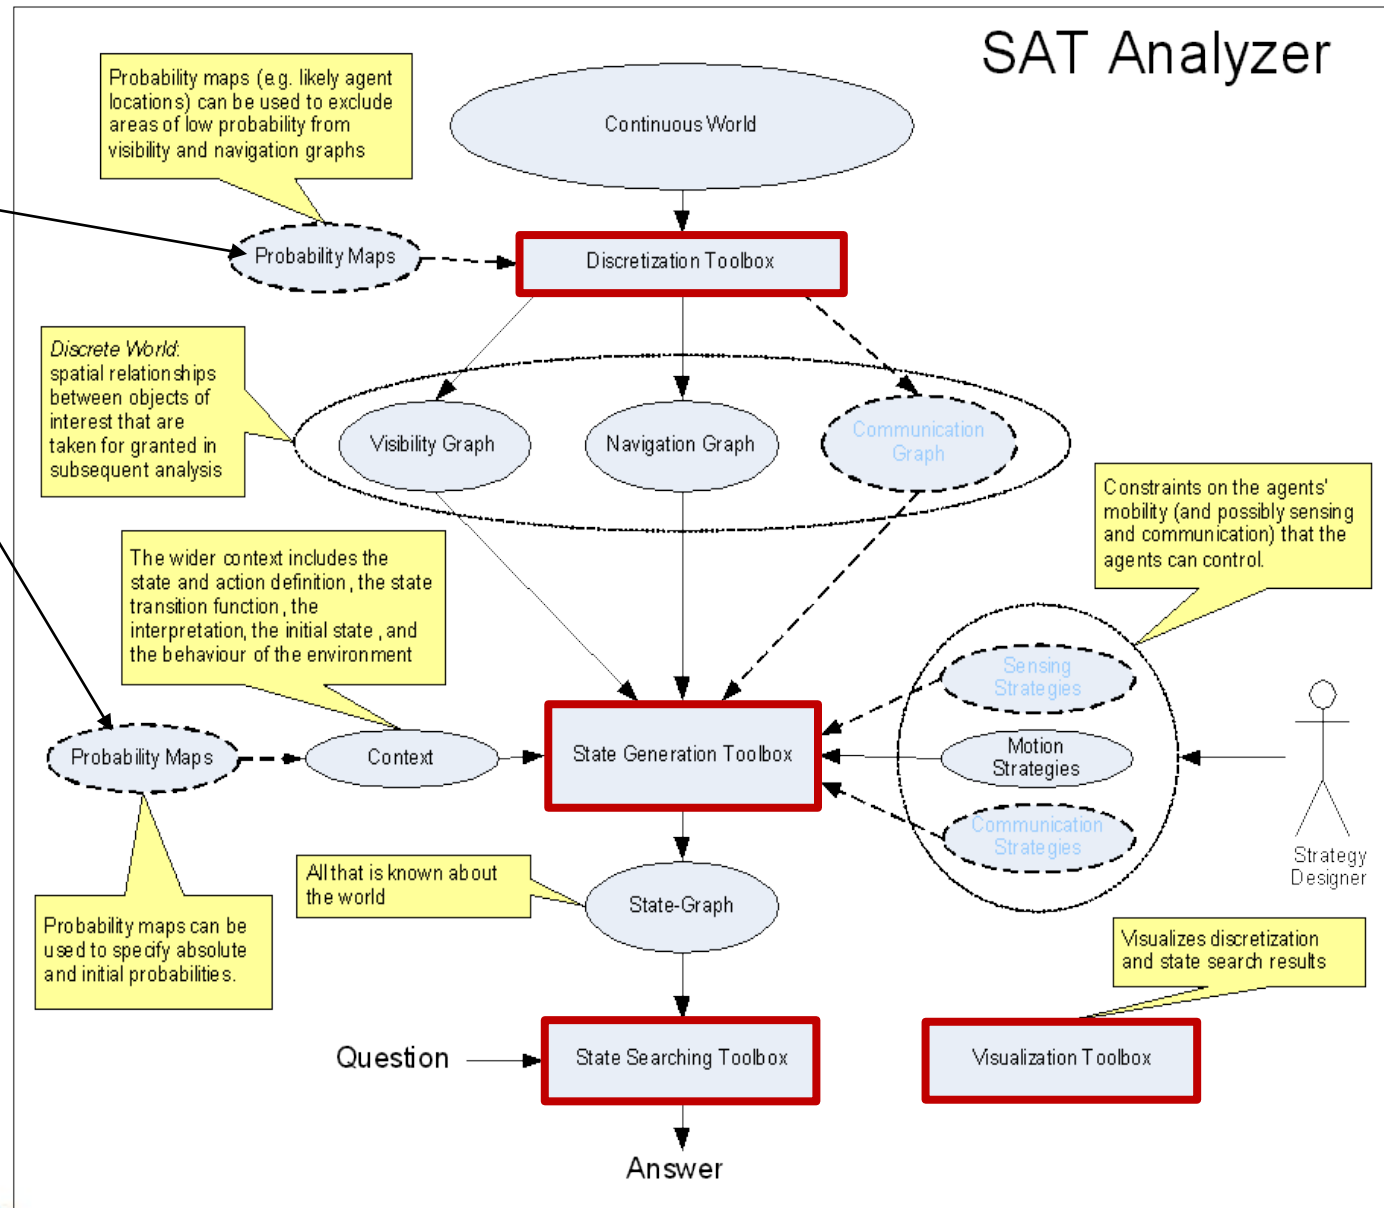 SAT Analyzer
Probability maps (e.g. likely agent
locations) can be used to exclude
areas of low probability from
visibility and navigation graphs
Continuous World
Probability Maps
Discretization Toolbox
Discrete World:
spatial relationships
between objects of
interest that are
taken for granted in
subsequent analysis
Visibility Graph
Navigation Graph
Communication
Graph
Constraints on the agents'
mobility (and possibly sensing
and communication) that the
agents can control.
The wider context includes the
state and action definition, the state
transition function, the
interpretation, the initial state, and
the behaviour of the environment
Sensing
Strategies
Probability Maps
Context
State Generation Toolbox
Motion
Strategies
Communication
Strategies
Strategy
Designer
All that is known about
the world
State-Graph
Probability maps can be
used to specify absolute
and initial probabilities.
Visualizes discretization
and state search results
Question
State Searching Toolbox
Visualization Toolbox
Answer